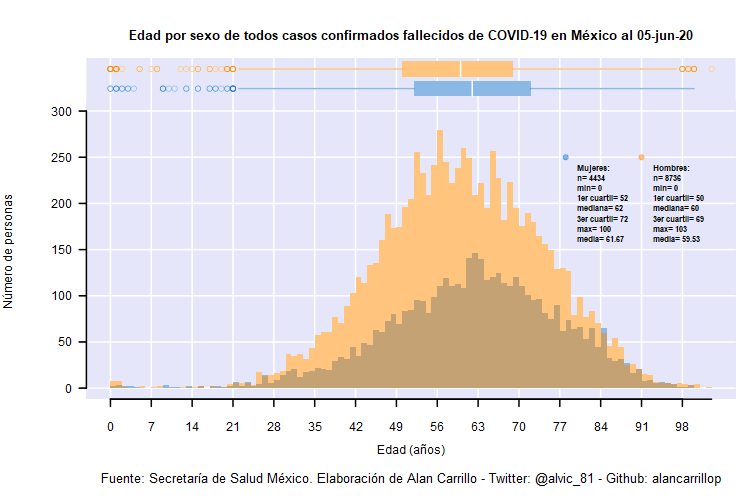 Edad por sexo de todos casos confirmados fallecidos de COVID-19 en México al 05-jun-20
300
250
200
150
100
50
0
Número de personas
Mujeres:
n= 4434
min= 0
1er cuartil= 52
mediana= 62
3er cuartil= 72
max= 100
media= 61.67
Hombres:
n= 8736
min= 0
1er cuartil= 50
mediana= 60
3er cuartil= 69
max= 103
media= 59.53
0 7 14 21 28 35 42 49 56 63 70 77 84 91 98
Edad (años)
Fuente: Secretaría de Salud México. Elaboración de Alan Carrillo - Twitter: @alvic_81 - Github: alancarrillop